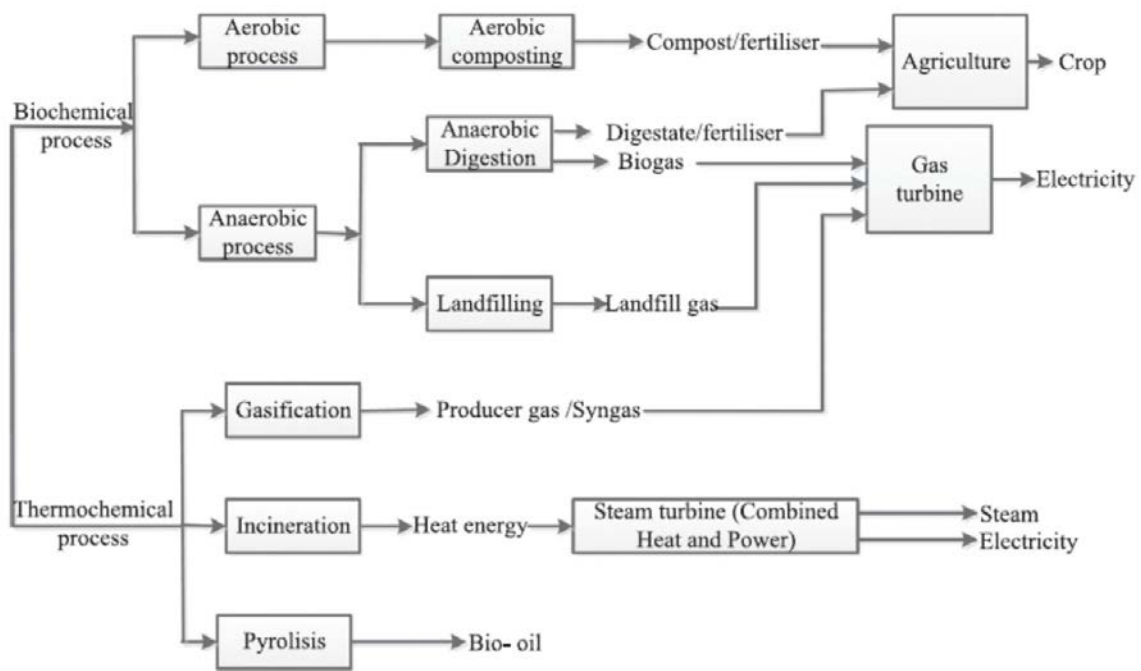 Aerobic
process
Aerobic
composting
Compost/fertiliser
Agriculture
Crop
Biochemical
process
Anaerobic
Digestion
Digestate/fertiliser
Biogas
Gas
turbine
Electricity
Anaerobic
process
Landfilling
Landfill gas
Gasification
Producer gas /Syngas
Thermochemical
process
Incineration
Heat energy
Steam turbine (Combined
Heat and Power)
Steam
Electricity
Pyrolisis
Bio- oil